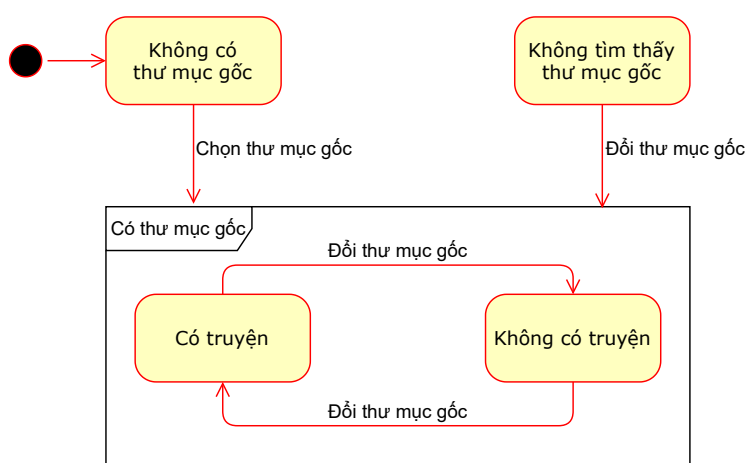 Không có
thư mục gốc
Không tìm thấy
thư mục gốc
Chọn thư mục gốc
Đổi thư mục gốc
Có thư mục gốc
Đổi thư mục gốc
Có truyện
Không có truyện
Đổi thư mục gốc